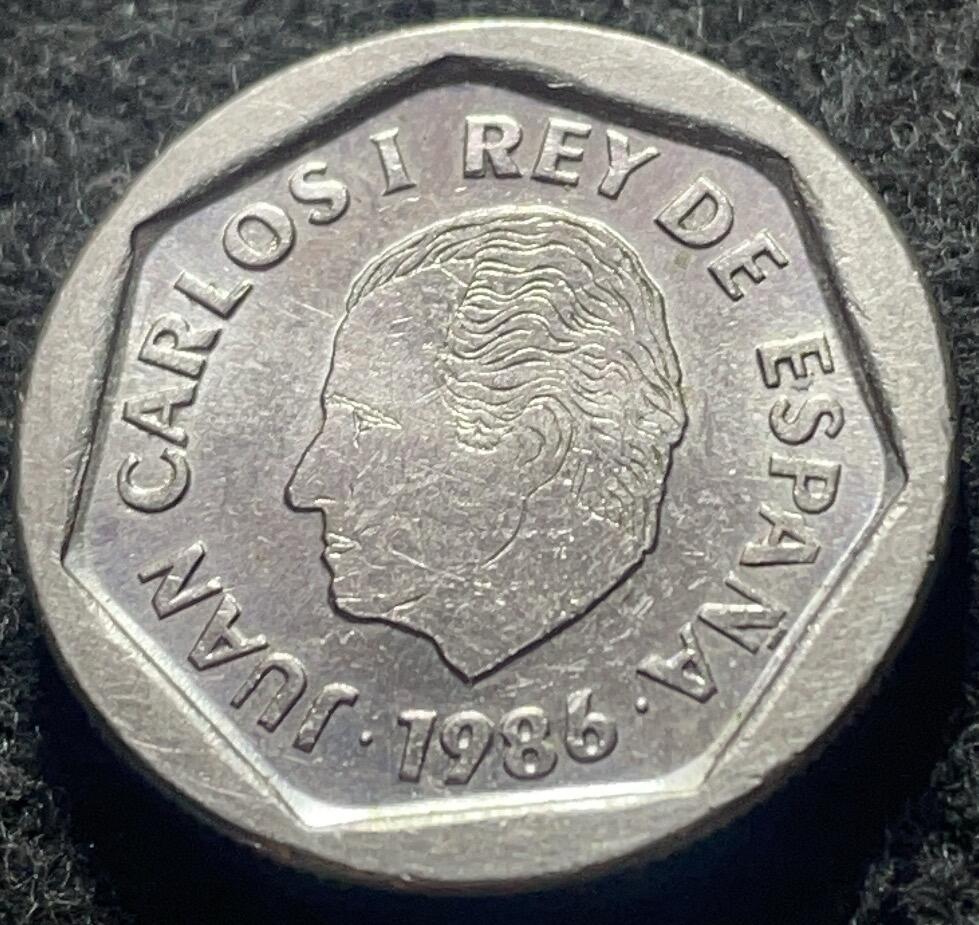 JUAN CARLOS I REY DE ESPAÑA
· 1986 ·